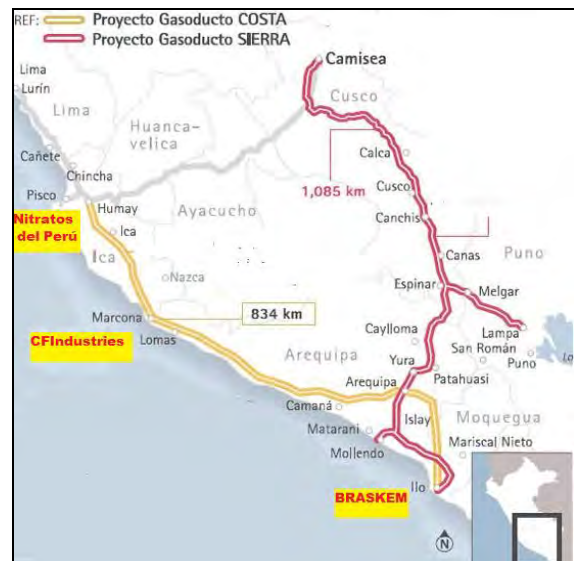 REF: Proyecto Gasoducto COSTA
Proyecto Gasoducto SIERRA
Camisea
Lima
Lurín
Cusco
Lima
Huanca-
velica
Cañete
Calca
Chincha
1,085 km
Cusco
Pisco
Humay
Ayacucho
Canchis
Nitratos
del Perú
Ica
Ica
Canas
Puno
Nazca
Espinar
Melgar
Marcona
834 km
Lampa
CFIndustries
Lomas
Caylloma
San Román
Puno
Arequipa
Yura
Patahuasi
Arequipa
Camaná
Islay
Moquegua
Matarani
Mariscal Nieto
Mollendo
Ilo
BRASKEM
N